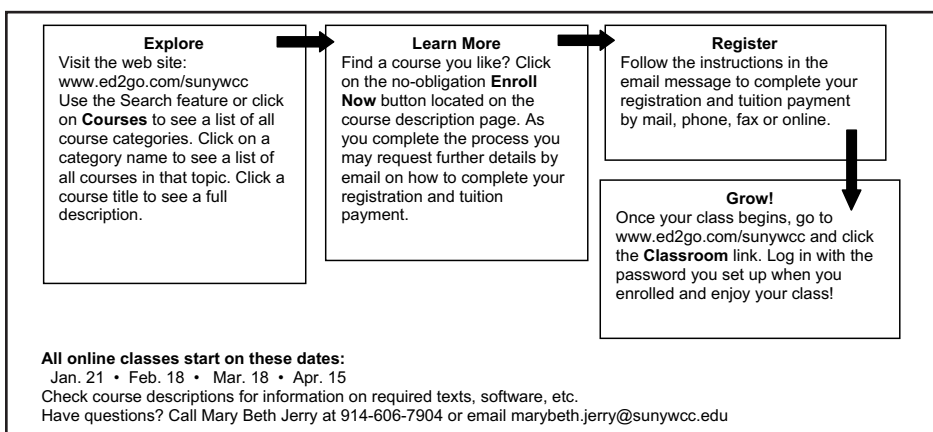 Explore
Visit the web site:
www.ed2go.com/sunywcc
Use the Search feature or click
on Courses to see a list of all
course categories. Click on a
category name to see a list of
all courses in that topic. Click a
course title to see a full
description.
Learn More
Find a course you like? Click
on the no-obligation Enroll
Now button located on the
course description page. As
you complete the process you
may request further details by
email on how to complete your
registration and tuition
payment.
Register
Follow the instructions in the
email message to complete your
registration and tuition payment
by mail, phone, fax or online.
Grow!
Once your class begins, go to
www.ed2go.com/sunywcc and click
the Classroom link. Log in with the
password you set up when you
enrolled and enjoy your class!
All online classes start on these dates:
Jan. 21 • Feb. 18 • Mar. 18 • Apr. 15
Check course descriptions for information on required texts, software, etc.
Have questions? Call Mary Beth Jerry at 914-606-7904 or email marybeth.jerry@sunywcc.edu